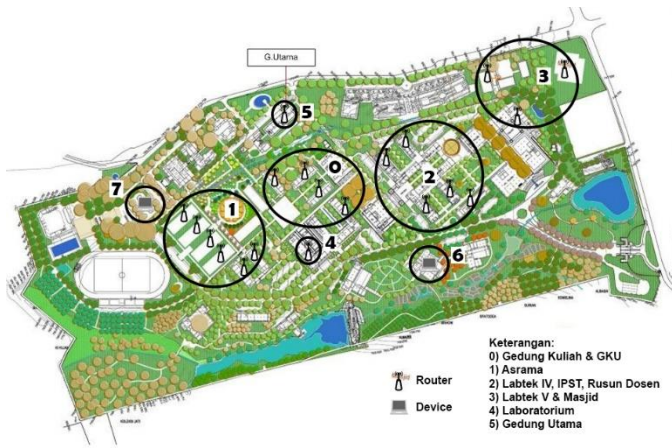 G.Utama
3
5
0
2
7
1
4
6
Router
Device
Keterangan:
0) Gedung Kuliah & GKU
1) Asrama
2) Labtek IV, IPST, Rusun Dosen
3) Labtek V & Masjid
4) Laboratorium
5) Gedung Utama